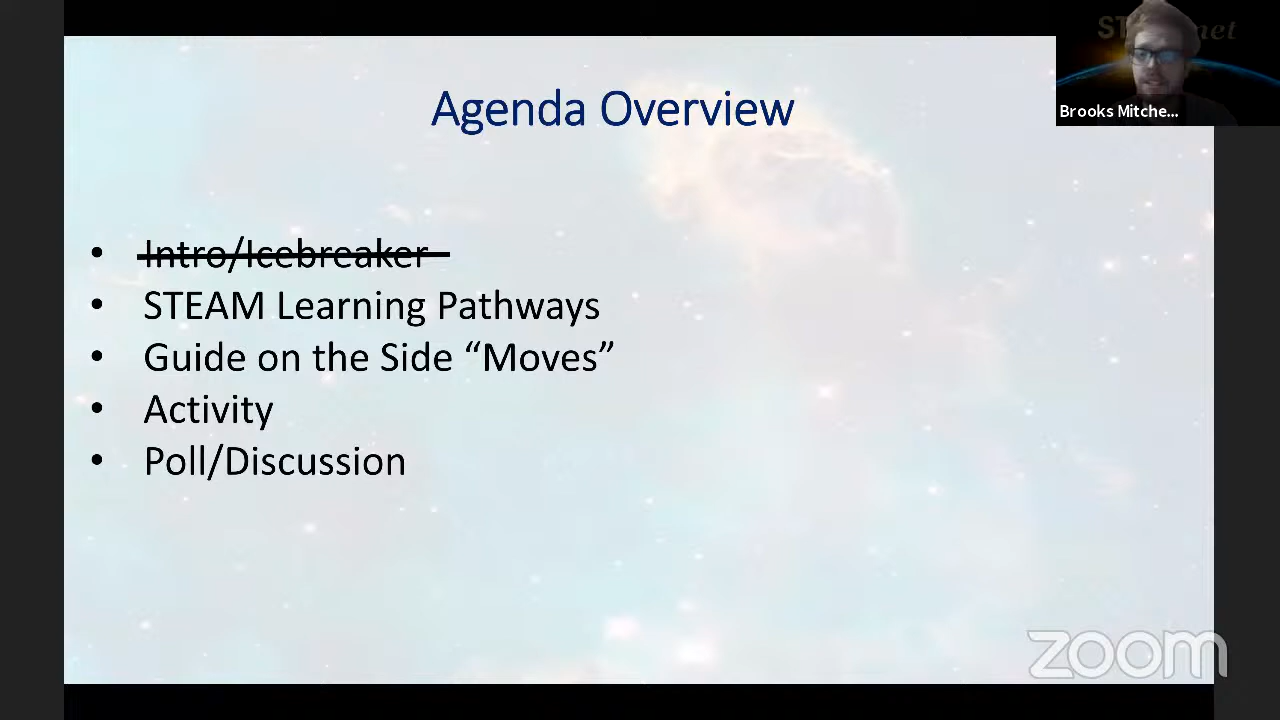 Agenda Overview
Brooks Mitche...
• Intro/Icebreaker
• STEAM Learning Pathways
• Guide on the Side “Moves”
• Activity
• Poll/Discussion
zoom